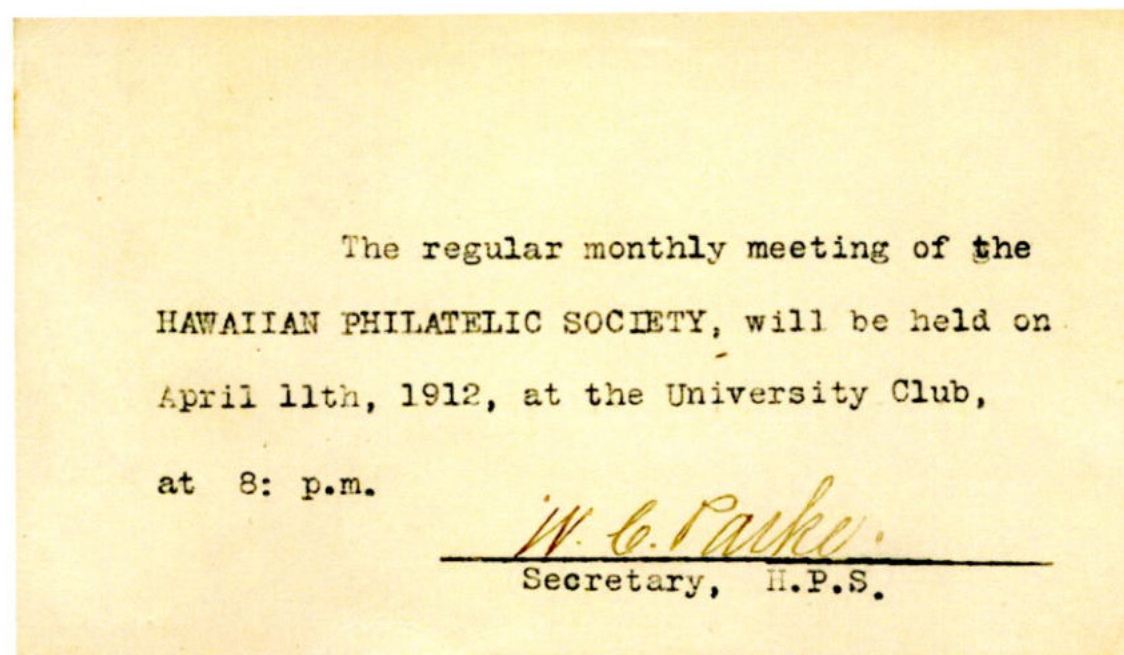 The regular monthly meeting of the
HAWAIIAN PHILATELIC SOCIETY, will be held on
April 11th, 1912, at the University Club,
at 8: p.m.
W. C. Parke.
Secretary, H.P.S.